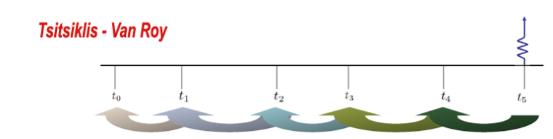 Tsitsiklis - Van Roy
t₀ t₁ t₂ t₃ t₄ t₅